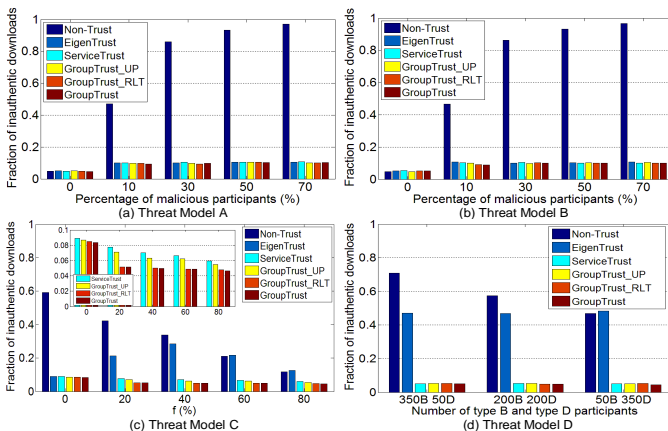 1
0.8
0.6
0.4
0.2
0
Fraction of inauthentic downloads
Non-Trust
EigenTrust
ServiceTrust
GroupTrust_UP
GroupTrust_RLT
GroupTrust
0 10 30 50 70
Percentage of malicious participants (%)
(a) Threat Model A
1
0.8
0.6
0.4
0.2
0
Fraction of inauthentic downloads
Non-Trust
EigenTrust
ServiceTrust
GroupTrust_UP
GroupTrust_RLT
GroupTrust
0 10 30 50 70
Percentage of malicious participants (%)
(b) Threat Model B
1
0.8
0.6
0.4
0.2
0
Fraction of inauthentic downloads
0.1
0.08
0.06
0.04
0.02
0
ServiceTrust
GroupTrust_UP
GroupTrust_RLT
GroupTrust
0 20 40 60 80
Non-Trust
EigenTrust
ServiceTrust
GroupTrust_UP
GroupTrust_RLT
GroupTrust
0 20 40 60 80
f (%)
(c) Threat Model C
1
0.8
0.6
0.4
0.2
0
Fraction of inauthentic downloads
Non-Trust
EigenTrust
ServiceTrust
GroupTrust_UP
GroupTrust_RLT
GroupTrust
350B 50D 200B 200D 50B 350D
Number of type B and type D participants
(d) Threat Model D